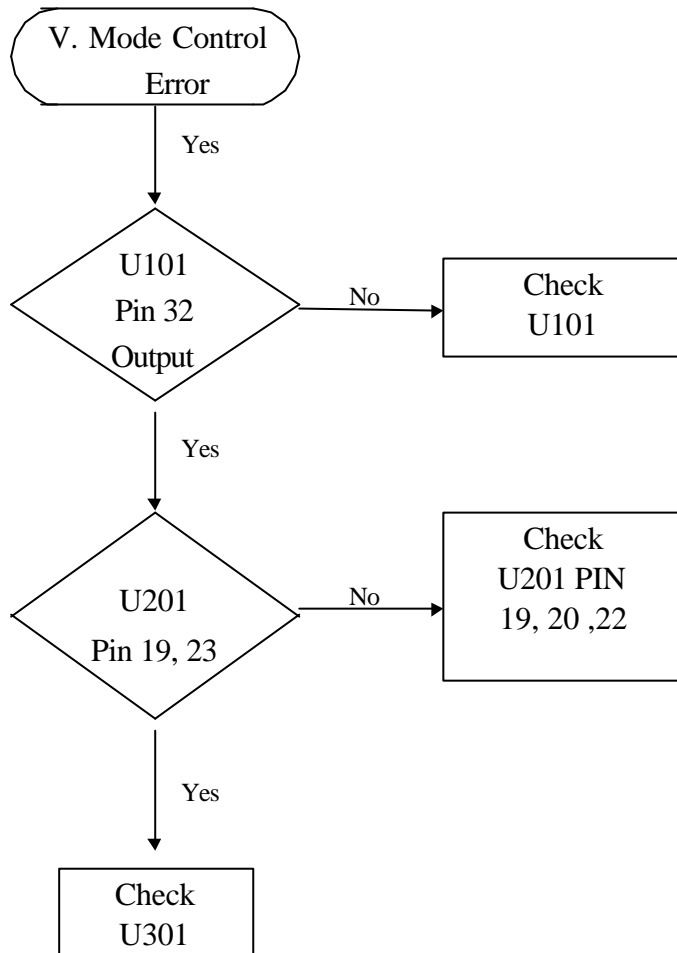 V. Mode Control
Error
Yes
U101
Pin 32
Output
No
Check
U101
Yes
U201
Pin 19, 23
No
Check
U201 PIN
19, 20 ,22
Yes
Check
U301